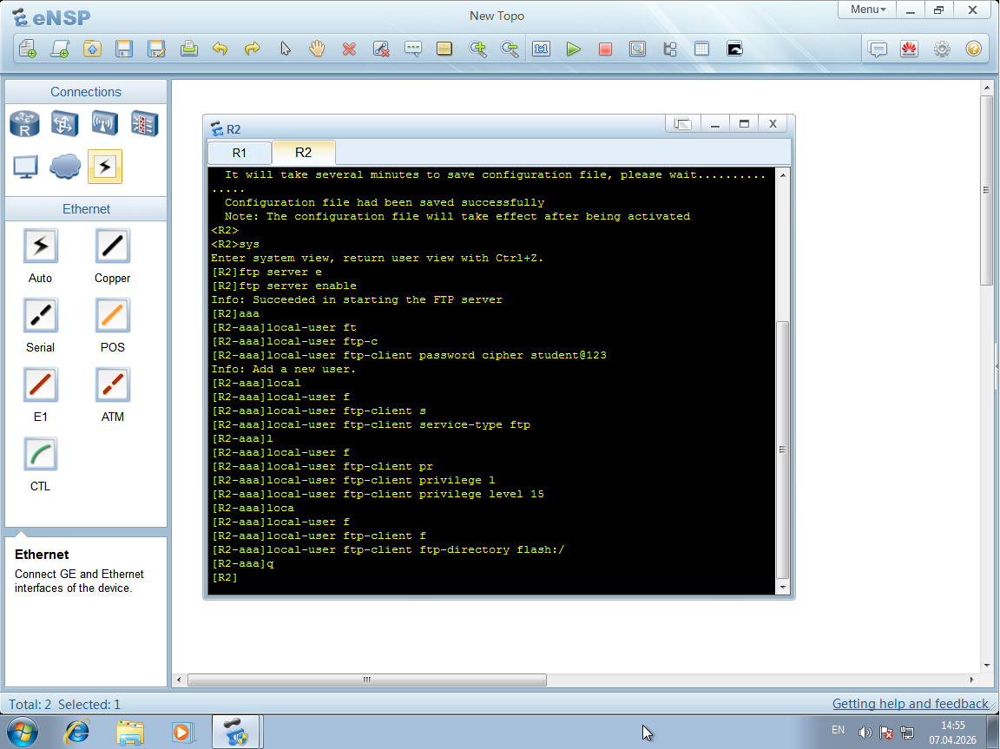 eNSP
New Topo
Menu
Connections
R
Ethernet
Auto
Copper
Serial
POS
E1
ATM
CTL
Ethernet
Connect GE and Ethernet
interfaces of the device.
R2
R1
R2
It will take several minutes to save configuration file, please wait..........
.....
Configuration file had been saved successfully
Note: The configuration file will take effect after being activated
<R2>
<R2>sys
Enter system view, return user view with Ctrl+Z.
[R2]ftp server e
[R2]ftp server enable
Info: Succeeded in starting the FTP server
[R2]aaa
[R2-aaa]local-user ft
[R2-aaa]local-user ftp-c
[R2-aaa]local-user ftp-client password cipher student@123
Info: Add a new user.
[R2-aaa]local
[R2-aaa]local-user f
[R2-aaa]local-user ftp-client s
[R2-aaa]local-user ftp-client service-type ftp
[R2-aaa]l
[R2-aaa]local-user f
[R2-aaa]local-user ftp-client pr
[R2-aaa]local-user ftp-client privilege l
[R2-aaa]local-user ftp-client privilege level 15
[R2-aaa]loca
[R2-aaa]local-user f
[R2-aaa]local-user ftp-client f
[R2-aaa]local-user ftp-client ftp-directory flash:/
[R2-aaa]q
[R2]
Total: 2 Selected: 1
Getting help and feedback
EN
14:55
07.04.2026